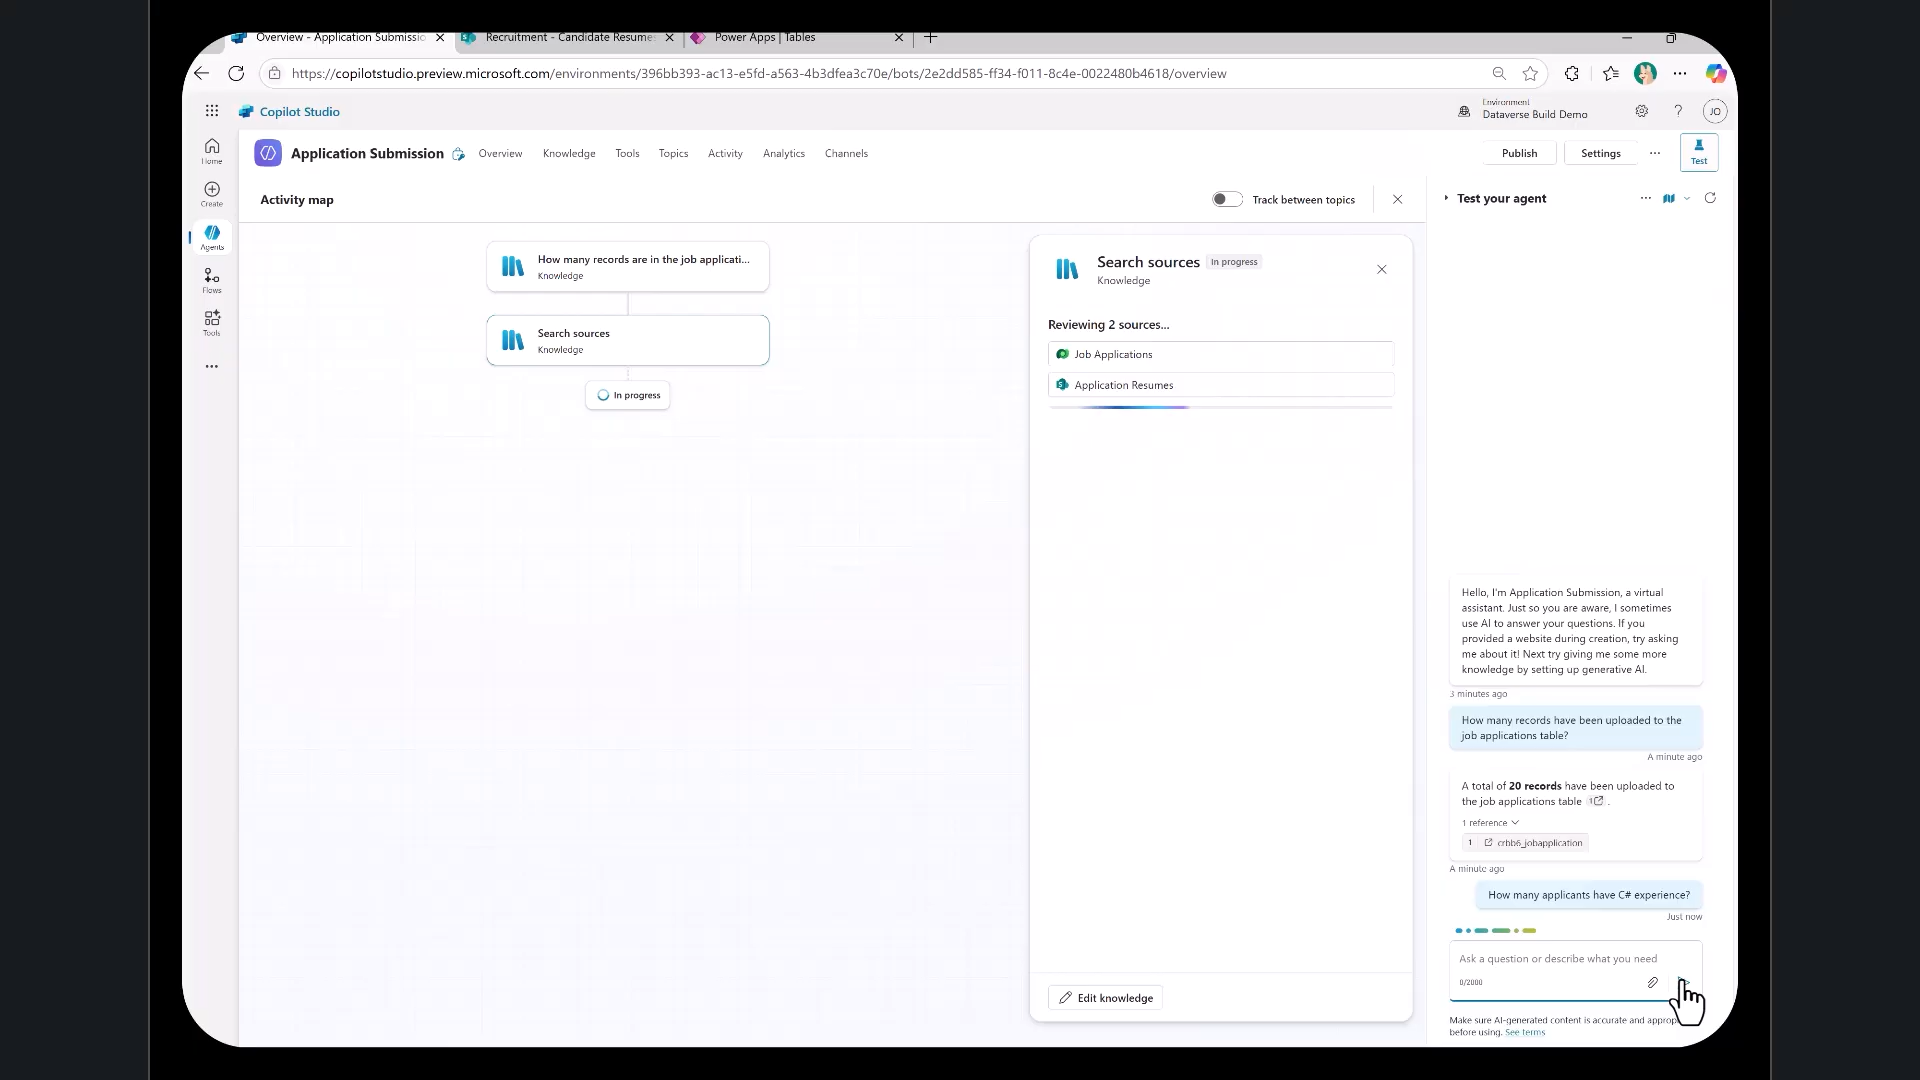 Overview - Application Submissio
Recruitment - Candidate Resumes
Power Apps | Tables
https://copilotstudio.preview.microsoft.com/environments/396bb393-ac13-e5fd-a563-4b3dfea3c70e/bots/2e2dd585-ff34-f011-8c4e-0022480b4618/overview
Copilot Studio
Environment
Dataverse Build Demo
JO
Home
Create
Agents
Flows
Tools
Application Submission
Overview
Knowledge
Tools
Topics
Activity
Analytics
Channels
Publish
Settings
Test
Activity map
Track between topics
How many records are in the job applicati...
Knowledge
Search sources
Knowledge
In progress
Search sources
In progress
Knowledge
Reviewing 2 sources...
Job Applications
Application Resumes
Edit knowledge
Test your agent
Hello, I'm Application Submission, a virtual
assistant. Just so you are aware, I sometimes
use AI to answer your questions. If you
provided a website during creation, try asking
me about it! Next try giving me some more
knowledge by setting up generative AI.
3 minutes ago
How many records have been uploaded to the
job applications table?
A minute ago
A total of 20 records have been uploaded to
the job applications table 1 .
1 reference
1 crbb6_jobapplication
A minute ago
How many applicants have C# experience?
Just now
Ask a question or describe what you need
0/2000
Make sure AI-generated content is accurate and approp
before using. See terms